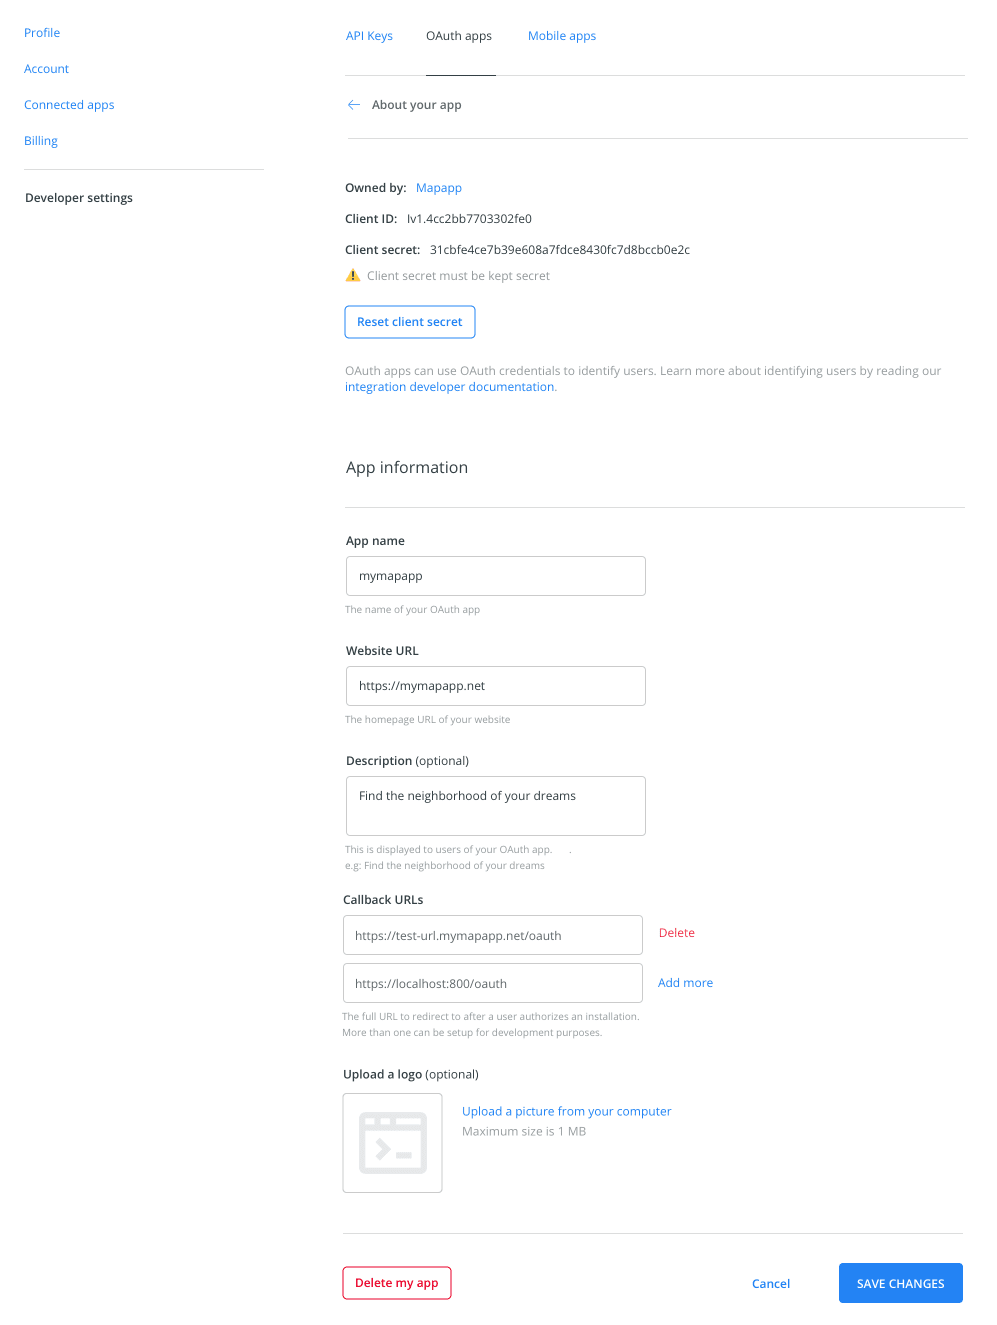 Profile
Account
Connected apps
Billing
Developer settings
API Keys
OAuth apps
Mobile apps
About your app
Owned by: Mapapp
Client ID: Iv1.4cc2bb7703302fe0
Client secret: 31cbfe4ce7b39e608a7fdce8430fc7d8bccb0e2c
Client secret must be kept secret
Reset client secret
OAuth apps can use OAuth credentials to identify users. Learn more about identifying users by reading our
integration developer documentation.
App information
App name
mymapapp
The name of your OAuth app
Website URL
https://mymapapp.net
The homepage URL of your website
Description (optional)
Find the neighborhood of your dreams
This is displayed to users of your OAuth app. .
e.g: Find the neighborhood of your dreams
Callback URLs
https://test-url.mymapapp.net/oauth
Delete
https://localhost:800/oauth
Add more
The full URL to redirect to after a user authorizes an installation.
More than one can be setup for development purposes.
Upload a logo (optional)
Upload a picture from your computer
Maximum size is 1 MB
Delete my app
Cancel
SAVE CHANGES